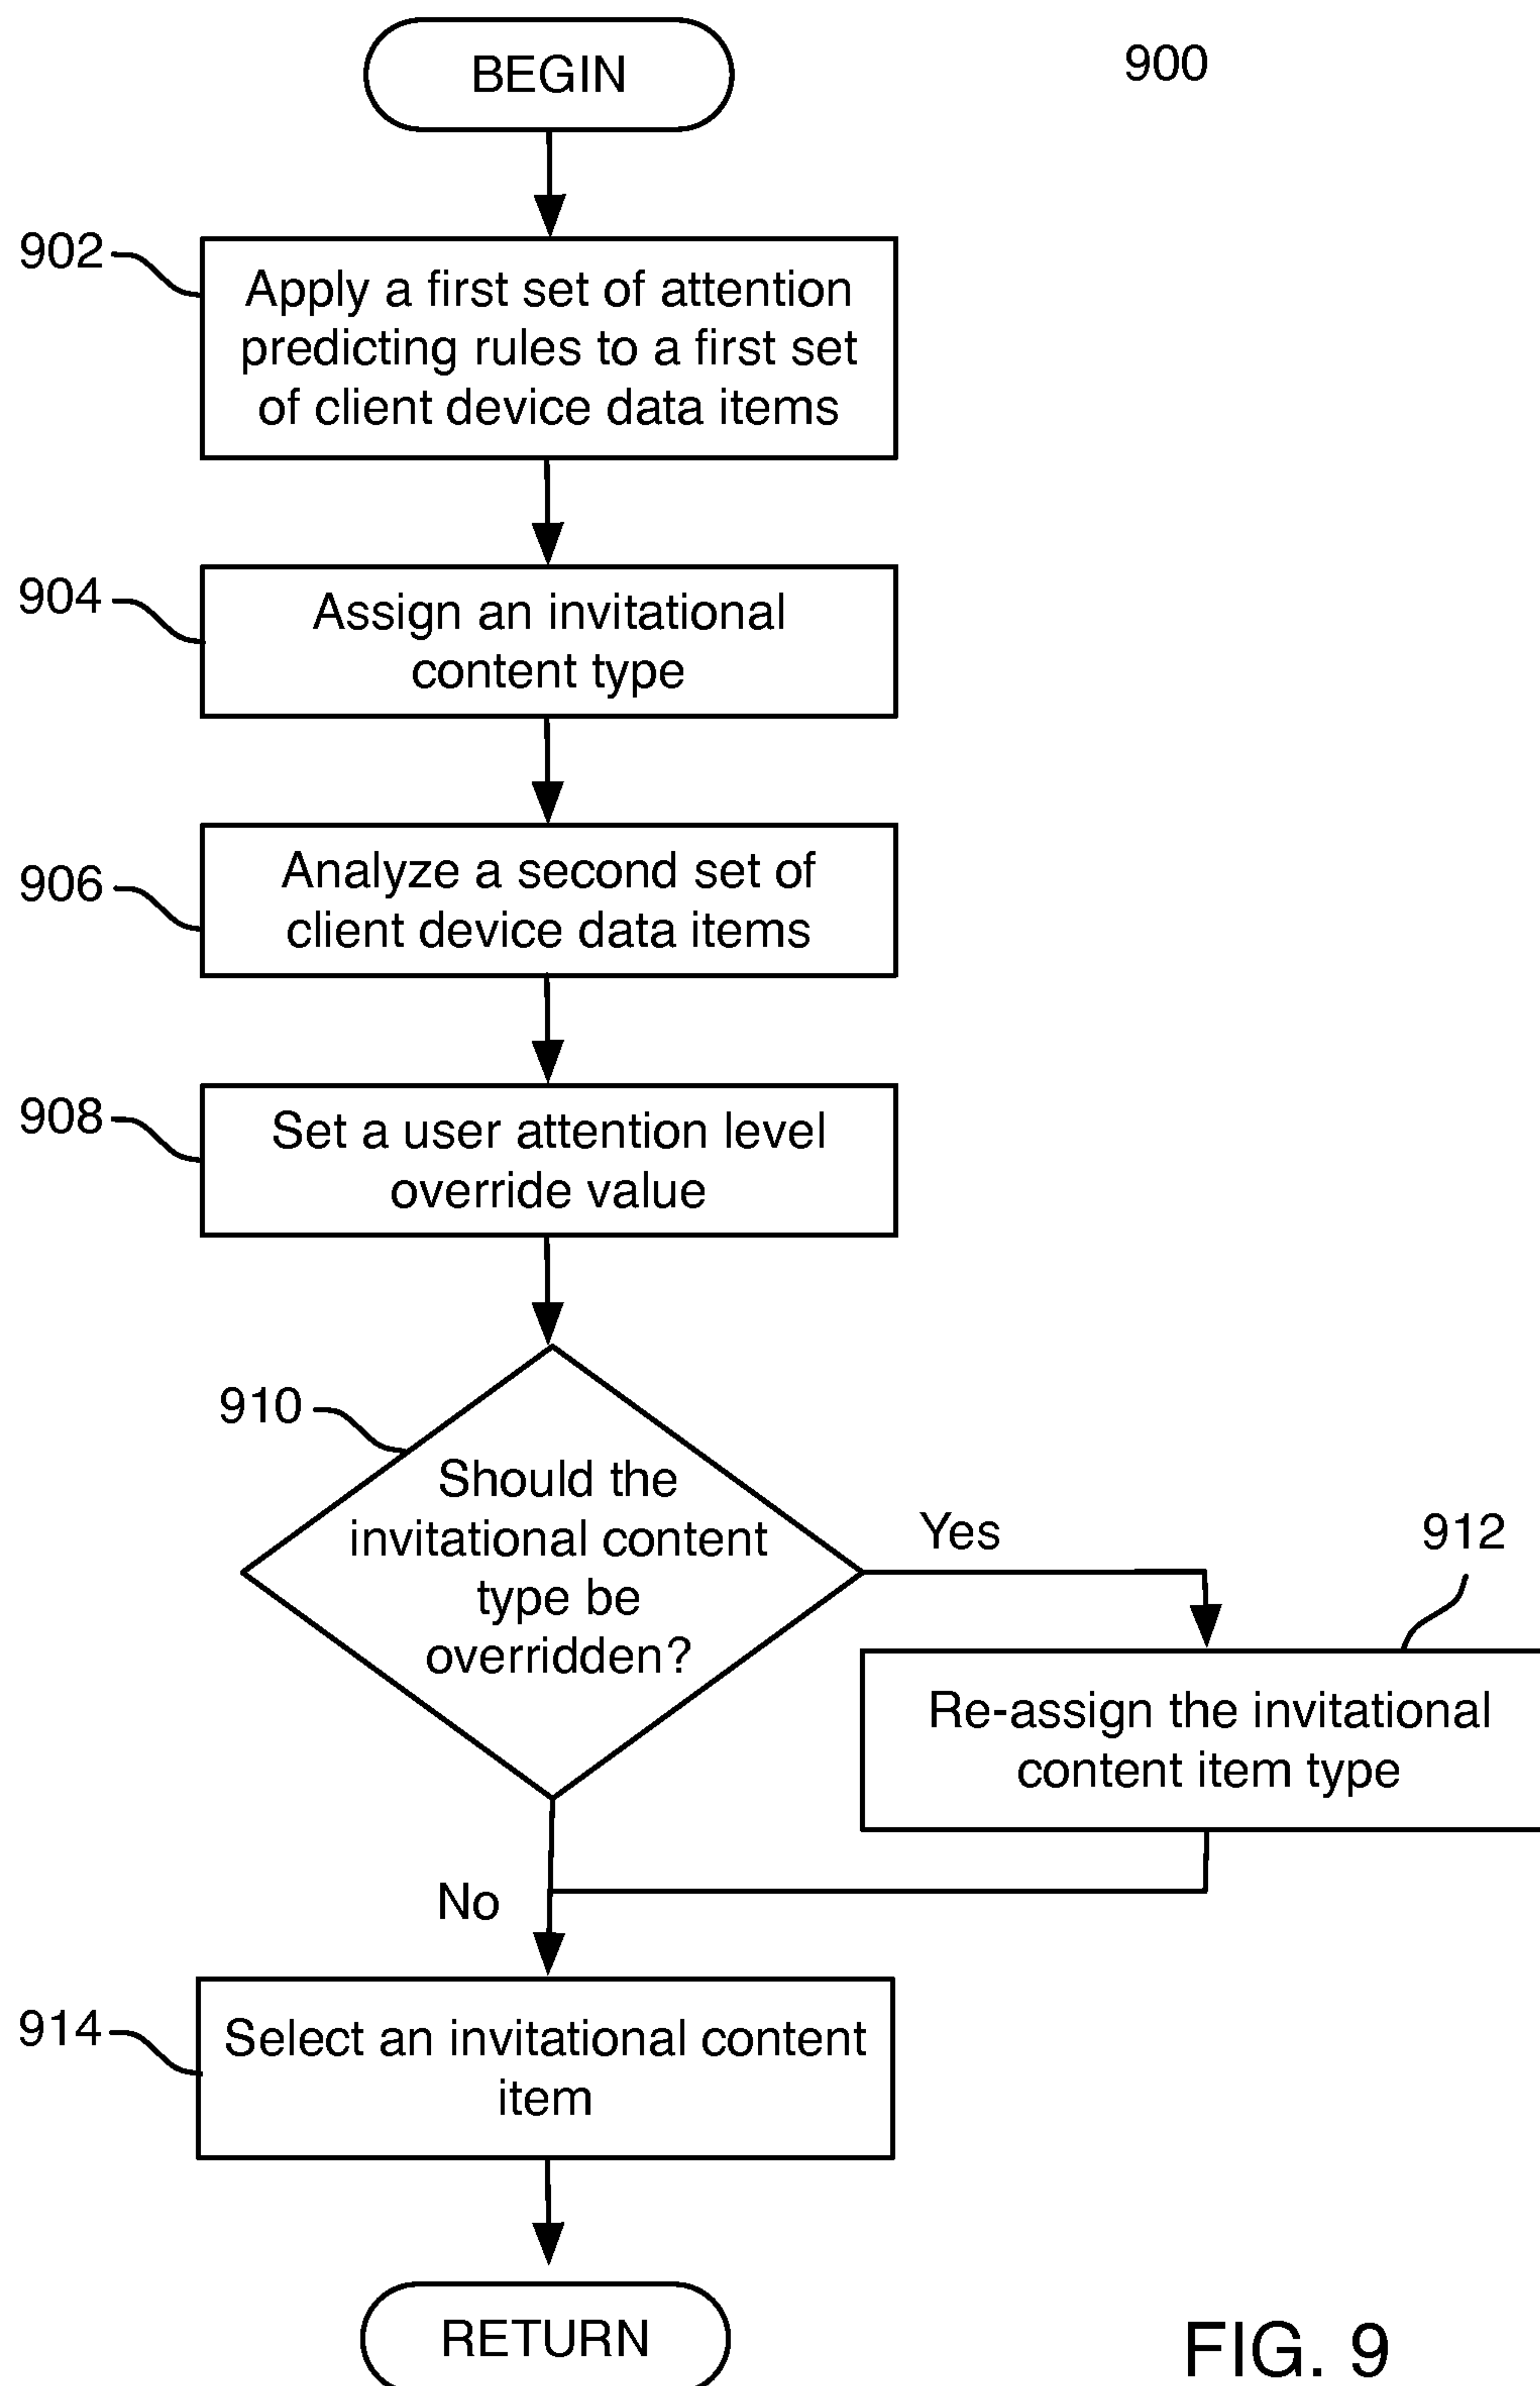 BEGIN
900
902
Apply a first set of attention
predicting rules to a first set
of client device data items
904
Assign an invitational
content type
906
Analyze a second set of
client device data items
908
Set a user attention level
override value
910
Should the
invitational content
type be
overridden?
Yes
912
Re-assign the invitational
content item type
No
914
Select an invitational content
item
RETURN
FIG. 9